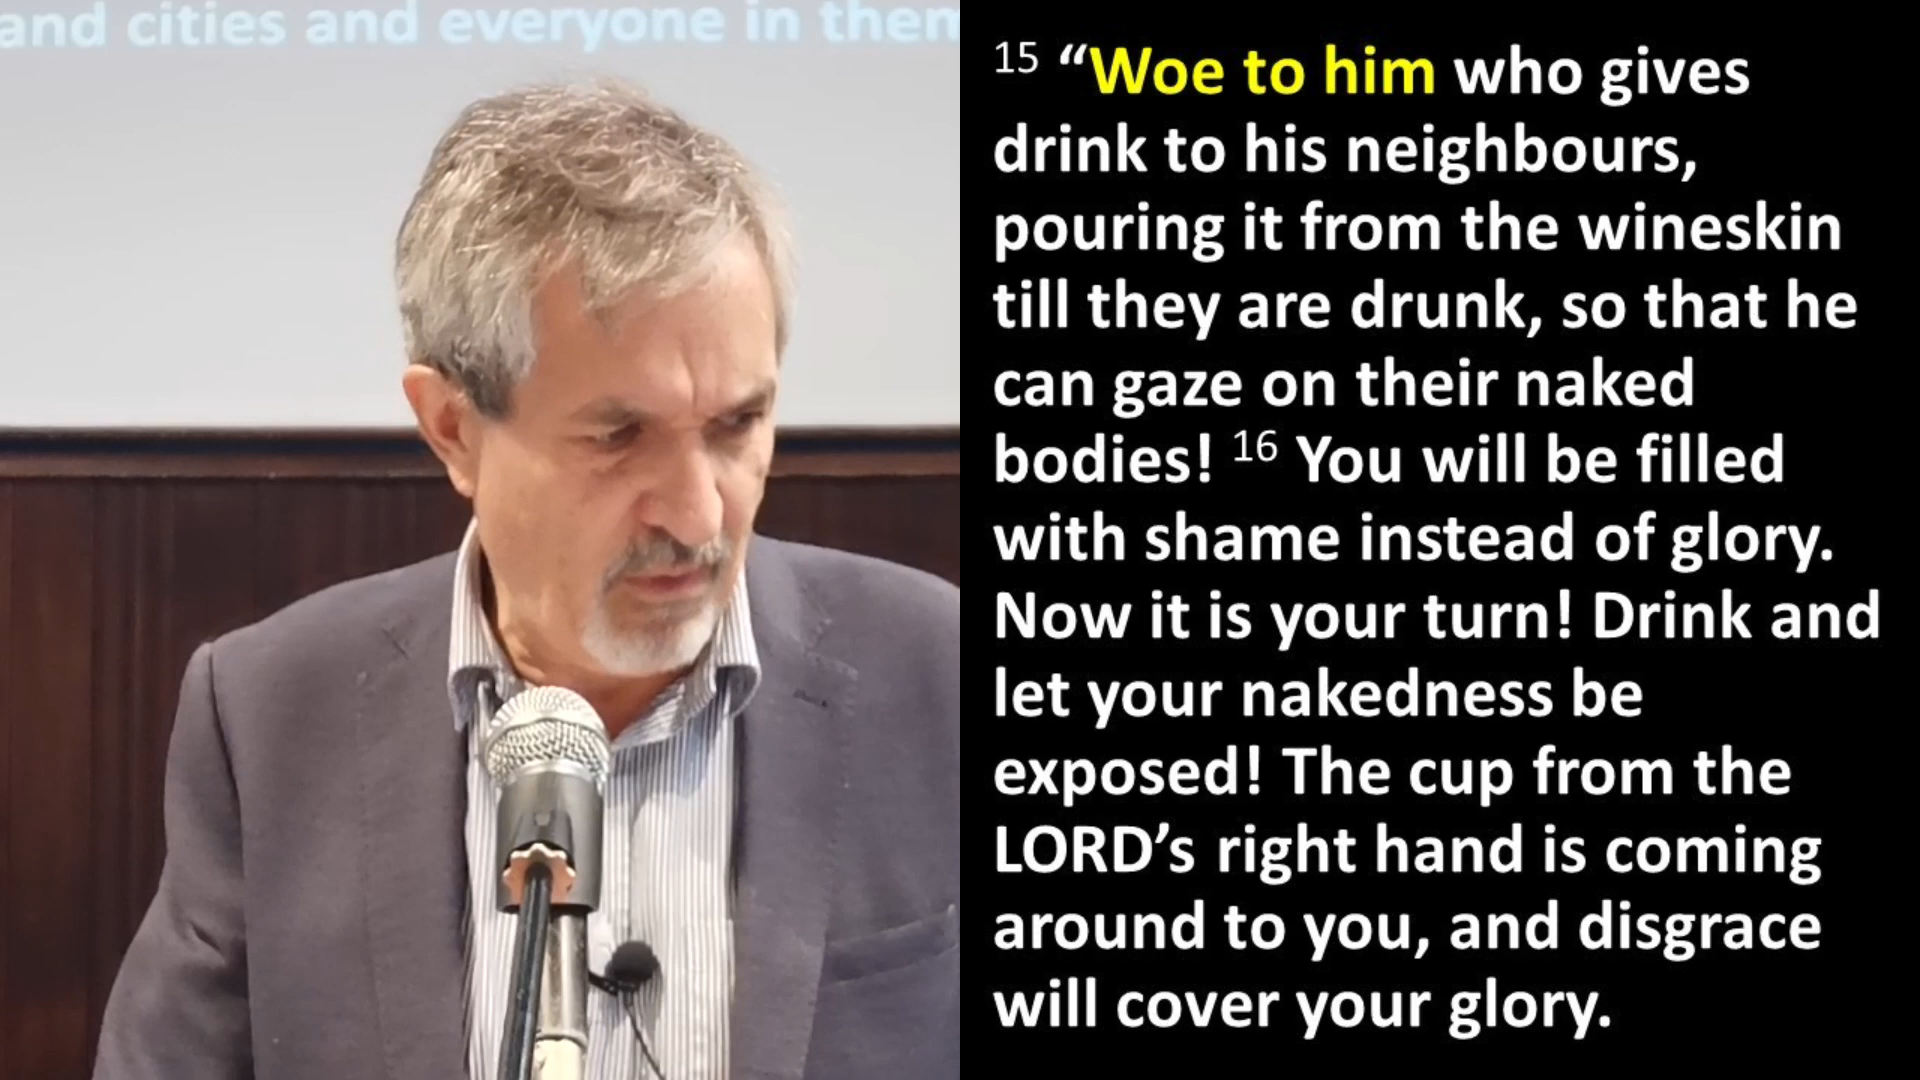 and cities and everyone in them
15 “Woe to him who gives
drink to his neighbours,
pouring it from the wineskin
till they are drunk, so that he
can gaze on their naked
bodies! 16 You will be filled
with shame instead of glory.
Now it is your turn! Drink and
let your nakedness be
exposed! The cup from the
LORD’s right hand is coming
around to you, and disgrace
will cover your glory.